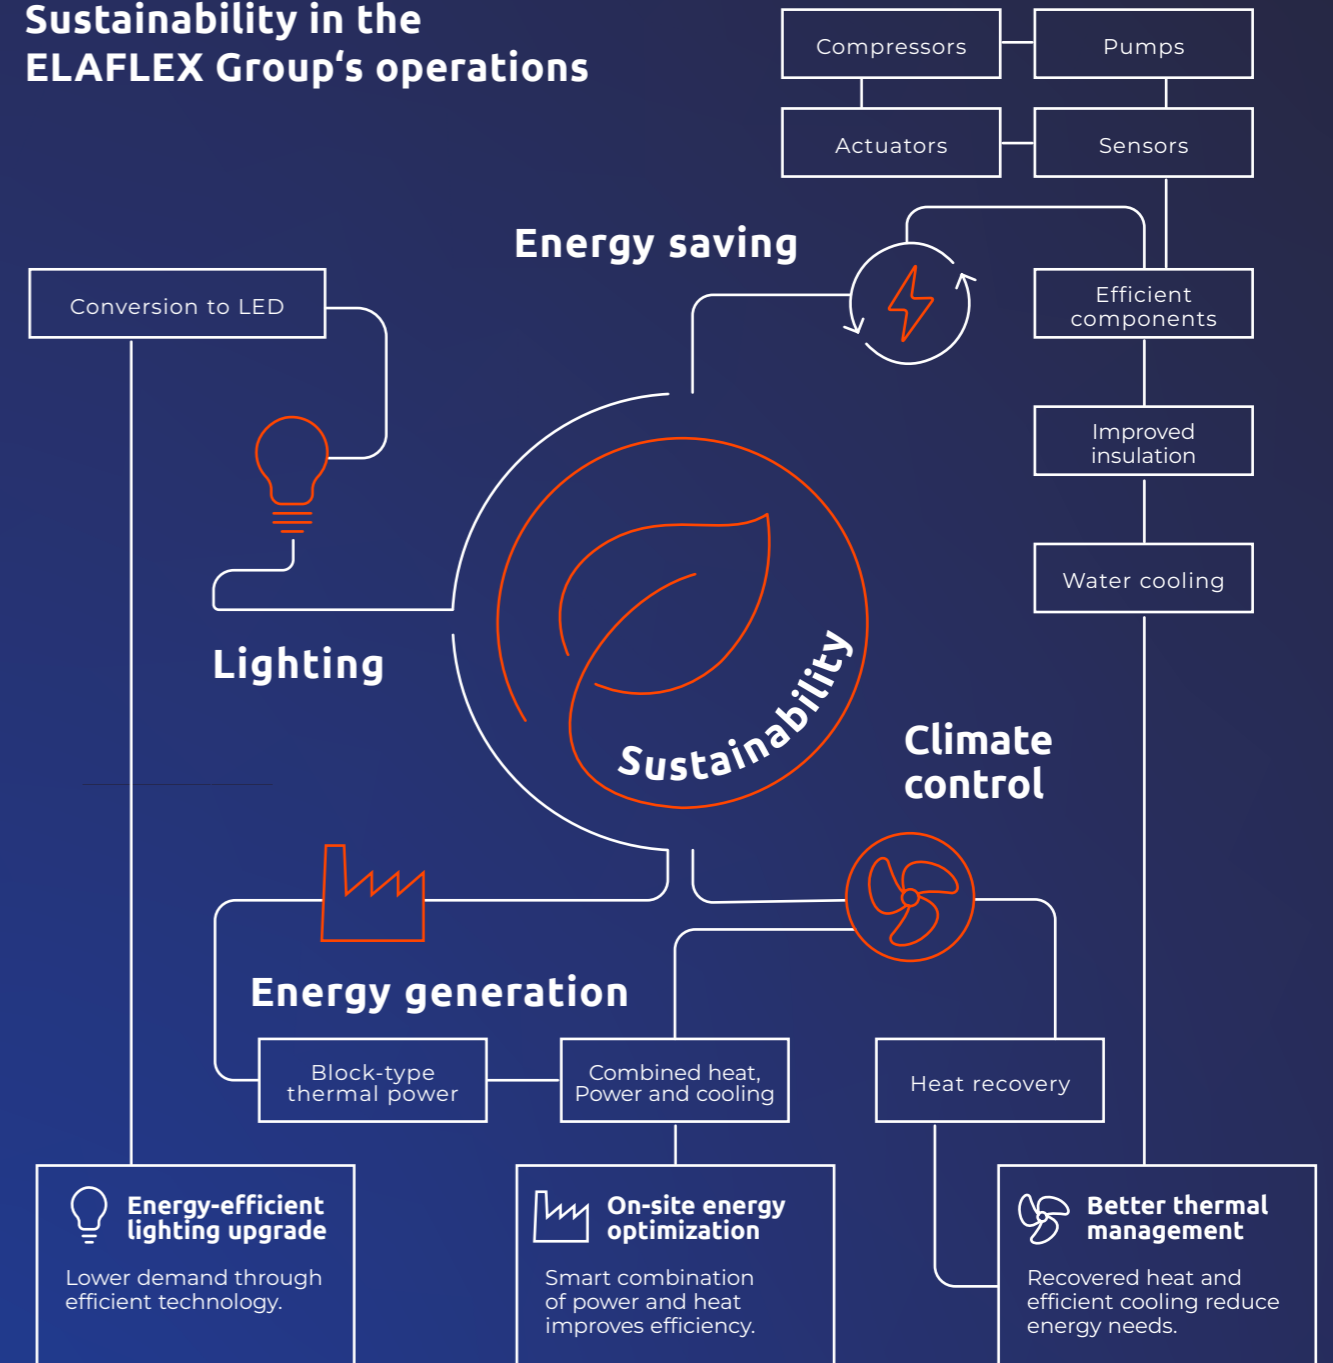 Sustainability in the
ELAFLEX Group‘s operations
Compressors
Pumps
Actuators
Sensors
Energy saving
Efficient
components
Conversion to LED
Improved
insulation
Water cooling
Lighting
Sustainability
Climate
control
Energy generation
Block-type
thermal power
Combined heat,
Power and cooling
Heat recovery
Energy-efficient
lighting upgrade
Lower demand through
efficient technology.
On-site energy
optimization
Smart combination
of power and heat
improves efficiency.
Better thermal
management
Recovered heat and
efficient cooling reduce
energy needs.